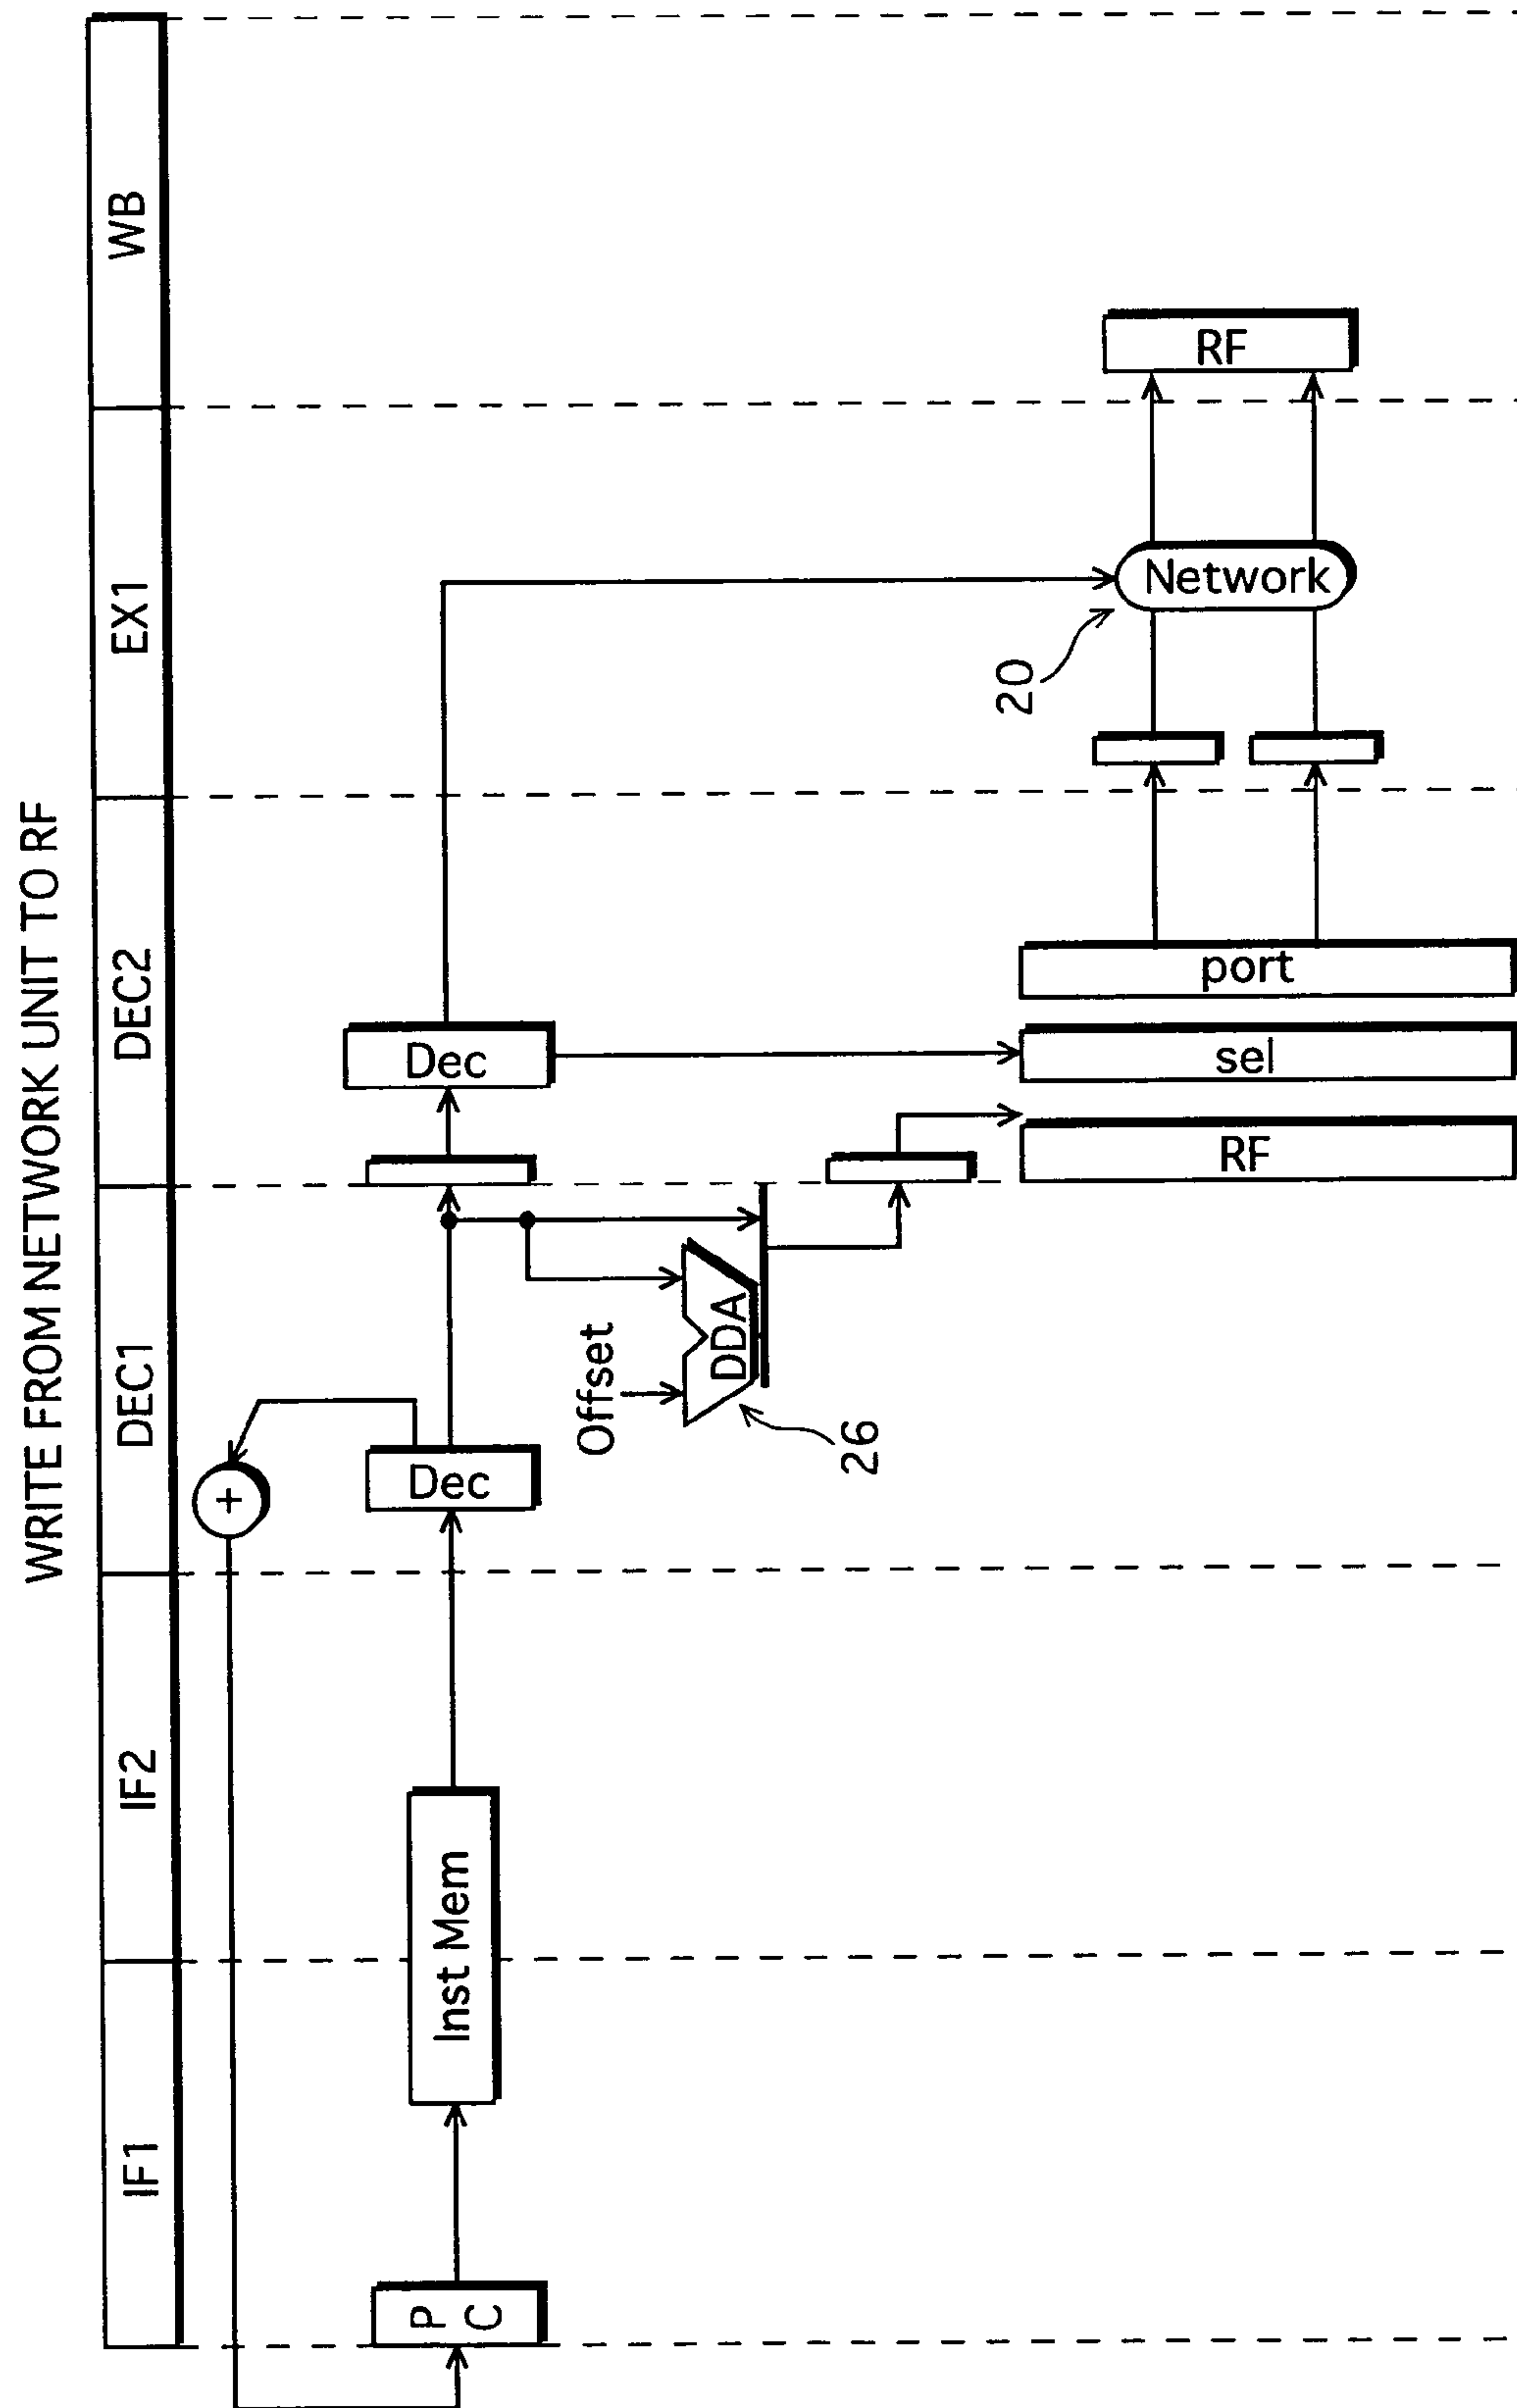 WRITE FROM NETWORK UNIT TO RF
IF1
IF2
DEC1
DEC2
EX1
WB
+
P C
Inst Mem
Dec
Dec
Offset
DDA
26
20
Network
RF
RF
sel
port